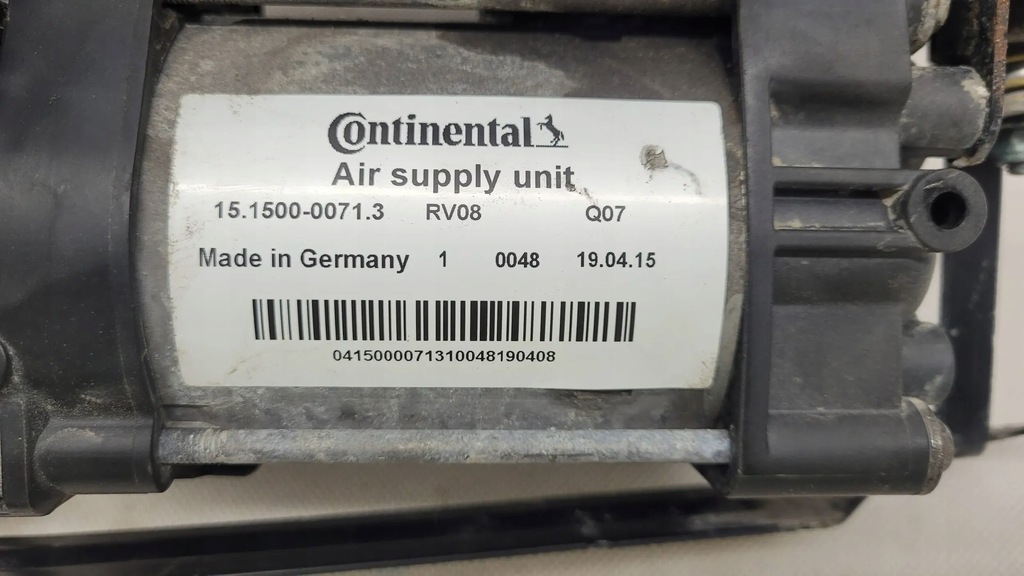 Continental
Air supply unit
15.1500-0071.3 RV08 Q07
Made in Germany 1 0048 19.04.15
0415000071310048190408